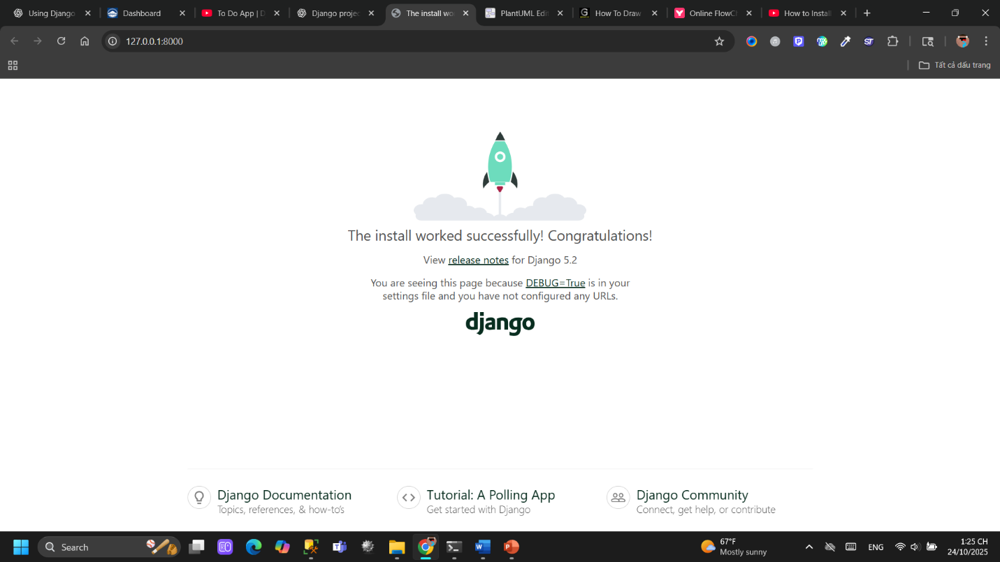 Using Django
Dashboard
To Do App | D
Django projec
The install wo
PlantUML Edi
How To Draw
Online FlowCh
How to Install
127.0.0.1:8000
Tất cả dấu trang
The install worked successfully! Congratulations!
View release notes for Django 5.2
You are seeing this page because DEBUG=True is in your
settings file and you have not configured any URLs.
django
Django Documentation
Topics, references, & how-to's
Tutorial: A Polling App
Get started with Django
Django Community
Connect, get help, or contribute
Search
67°F
Mostly sunny
ENG
1:25 CH
24/10/2025